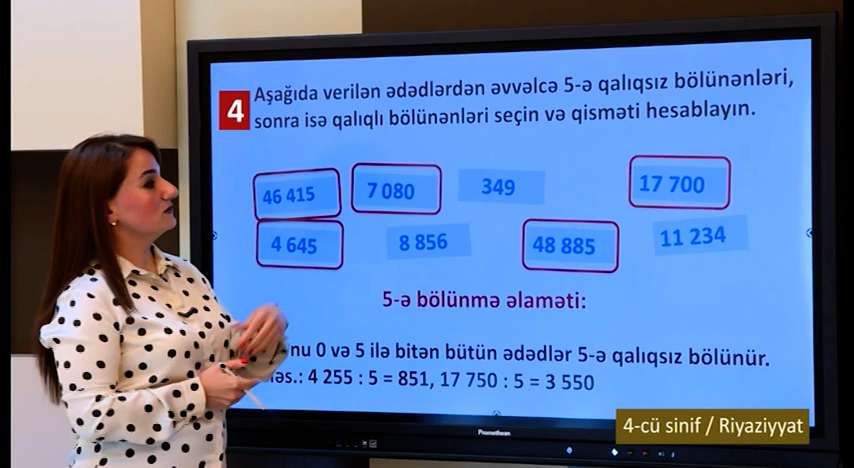 4 Aşağıda verilən ədədlərdən əvvəlcə 5-ə qalıqsız bölünənləri,
sonra isə qalıqlı bölünənləri seçin və qisməti hesablayın.
46 415 7 080 349 17 700
4 645 8 856 48 885 11 234
5-ə bölünmə əlaməti:
nu 0 və 5 ilə bitən bütün ədədlər 5-ə qalıqsız bölünür.
əs.: 4 255 : 5 = 851, 17 750 : 5 = 3 550
4-cü sinif / Riyaziyyat
Promethean